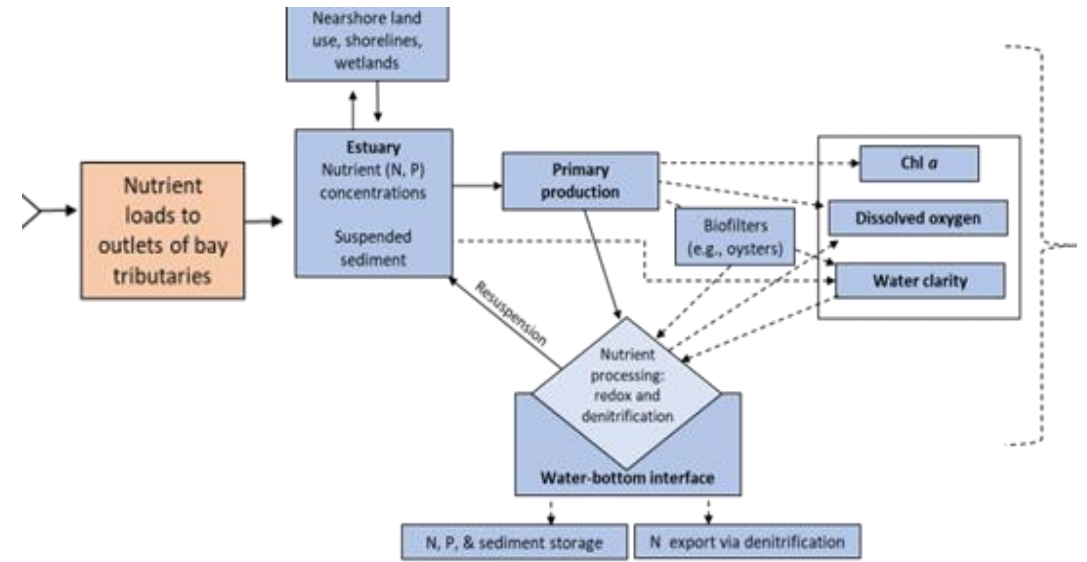 Nearshore land
use, shorelines,
wetlands
Estuary
Nutrient (N, P)
concentrations
Suspended
sediment
Nutrient
loads to
outlets of bay
tributaries
Primary
production
Biofilters
(e.g., oysters)
Chl a
Dissolved oxygen
Water clarity
Resuspension
Nutrient
processing:
redox and
denitrification
Water-bottom interface
N, P, & sediment storage
N export via denitrification